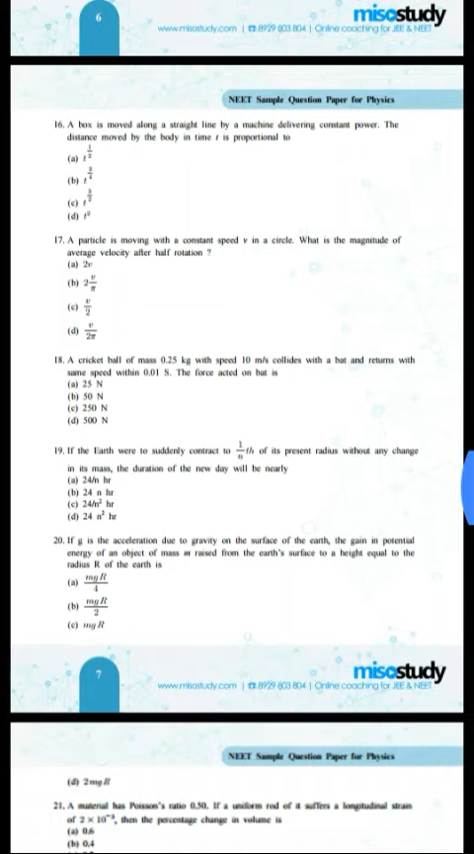 6
misostudy
www.misostudy.com | 8929 803 804 | Online coaching for JEE & NEET
NEET Sample Question Paper for Physics
16. A box is moved along a straight line by a machine delivering constant power. The
distance moved by the body in time t is proportional to
(a) t^{1/2}
(b) t^{3/4}
(c) t^{3/2}
(d) t²
17. A particle is moving with a constant speed v in a circle. What is the magnitude of
average velocity after half rotation ?
(a) 2v
(b) 2 v/π
(c) v/2
(d) v/2π
18. A cricket ball of mass 0.25 kg with speed 10 m/s collides with a bat and returns with
same speed within 0.01 S. The force acted on bat is
(a) 25 N
(b) 50 N
(c) 250 N
(d) 500 N
19. If the Earth were to suddenly contract to 1/n th of its present radius without any change
in its mass, the duration of the new day will be nearly
(a) 24/n hr
(b) 24 n hr
(c) 24/n² hr
(d) 24 n² hr
20. If g is the acceleration due to gravity on the surface of the earth, the gain in potential
energy of an object of mass m raised from the earth's surface to a height equal to the
radius R of the earth is
(a) mgR/4
(b) mgR/2
(c) mg R
7
misostudy
www.misostudy.com | 8929 803 804 | Online coaching for JEE & NEET
NEET Sample Question Paper for Physics
(d) 2mg R
21. A material has Poisson's ratio 0.50. If a uniform rod of it suffers a longitudinal strain
of 2 × 10⁻³, then the percentage change in volume is
(a) 0.6
(b) 0.4